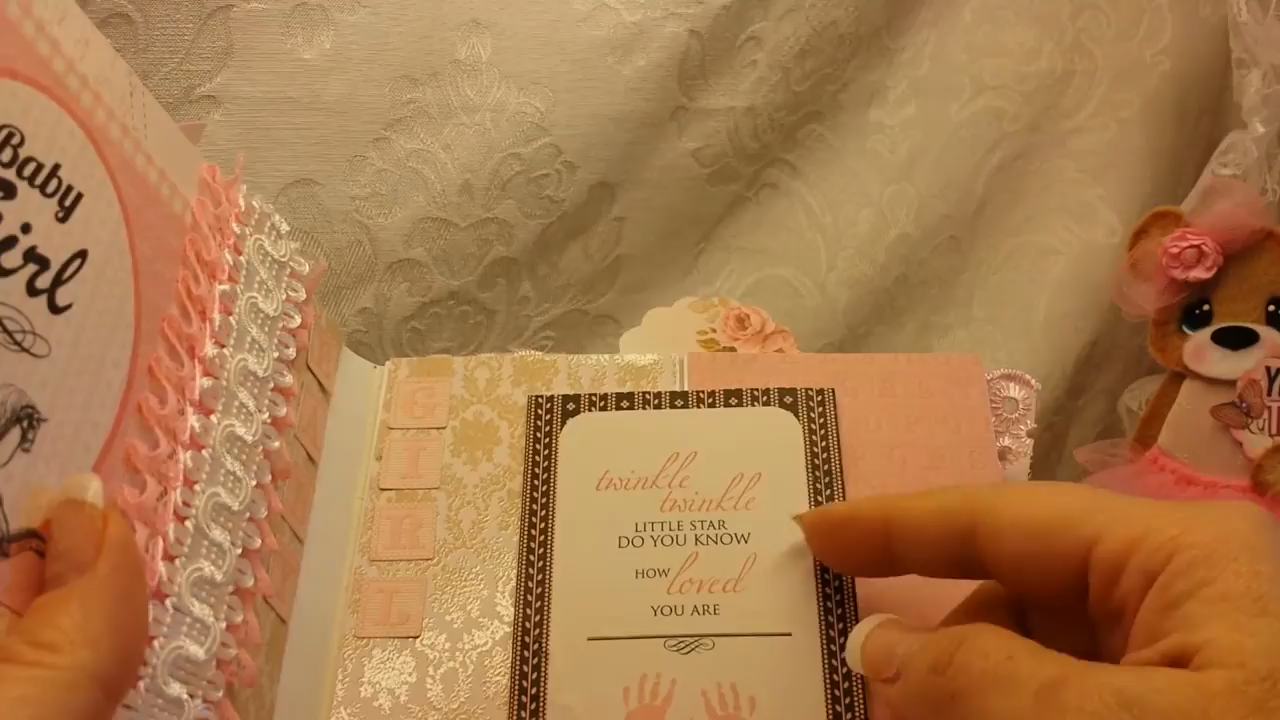 Baby
Girl
G
I
R
L
twinkle
twinkle
LITTLE STAR
DO YOU KNOW
HOW loved
YOU ARE